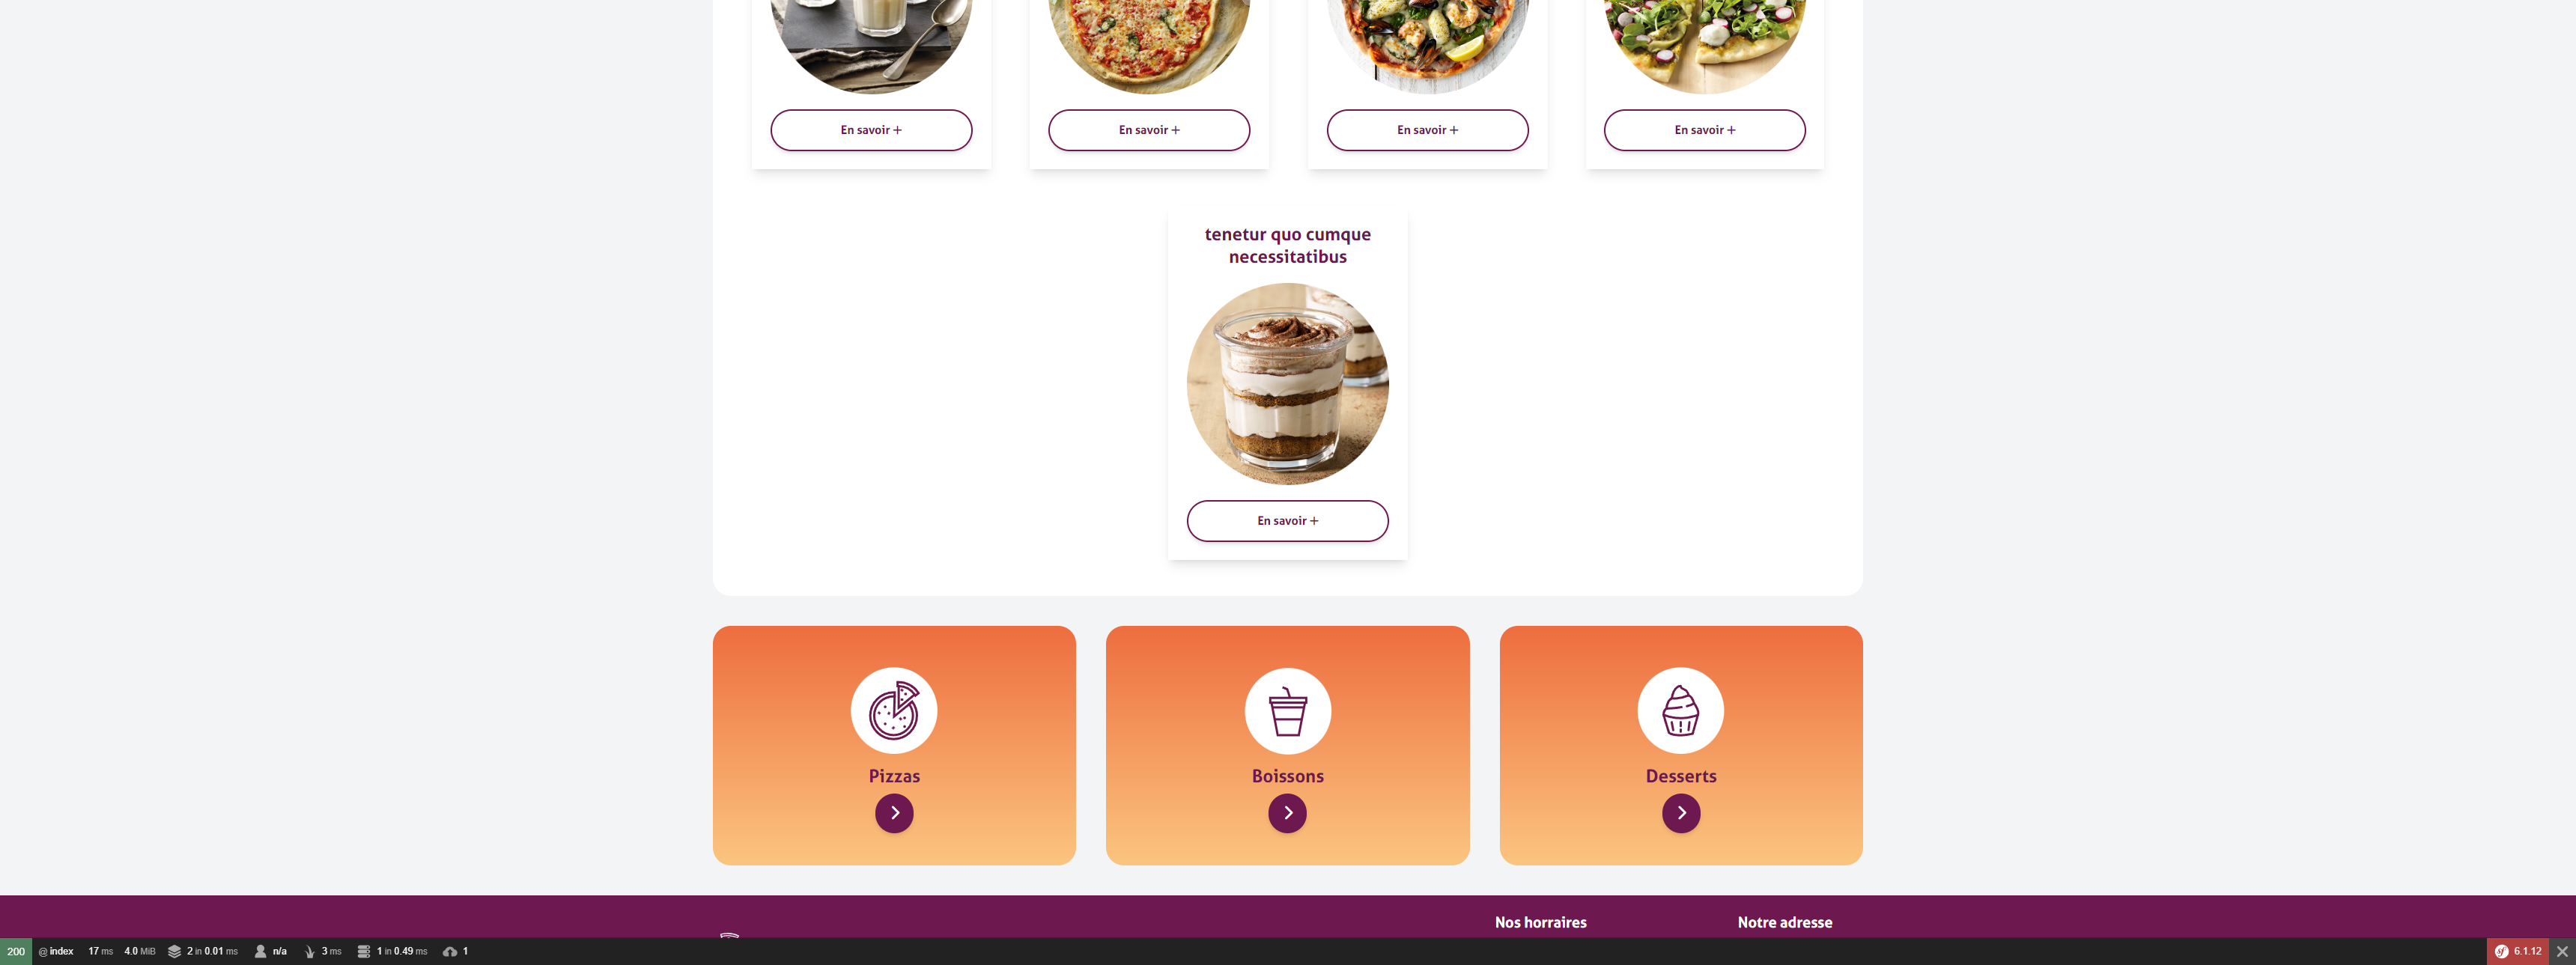 En savoir +
En savoir +
En savoir +
En savoir +
tenetur quo cumque
necessitatibus
En savoir +
Pizzas
Boissons
Desserts
Nos horraires
Notre adresse
200 @ index 17 ms 4.0 MiB 2 in 0.01 ms n/a 3 ms 1 in 0.49 ms 1 sf 6.1.12